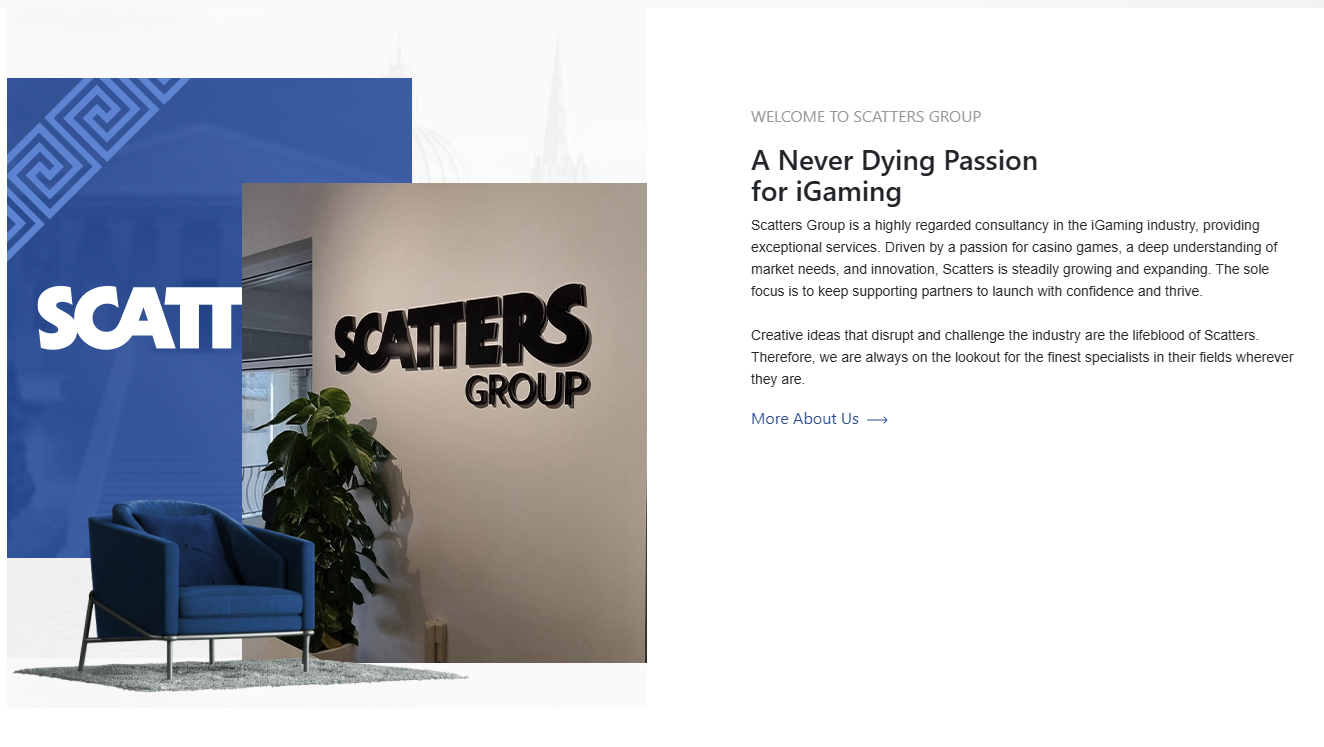 SCATT
SCATTERS
GROUP
WELCOME TO SCATTERS GROUP
A Never Dying Passion
for iGaming
Scatters Group is a highly regarded consultancy in the iGaming industry, providing
exceptional services. Driven by a passion for casino games, a deep understanding of
market needs, and innovation, Scatters is steadily growing and expanding. The sole
focus is to keep supporting partners to launch with confidence and thrive.
Creative ideas that disrupt and challenge the industry are the lifeblood of Scatters.
Therefore, we are always on the lookout for the finest specialists in their fields wherever
they are.
More About Us